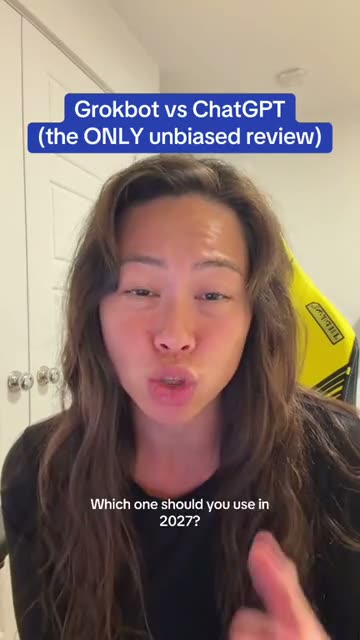 Grokbot vs ChatGPT
(the ONLY unbiased review)
Which one should you use in
2027?